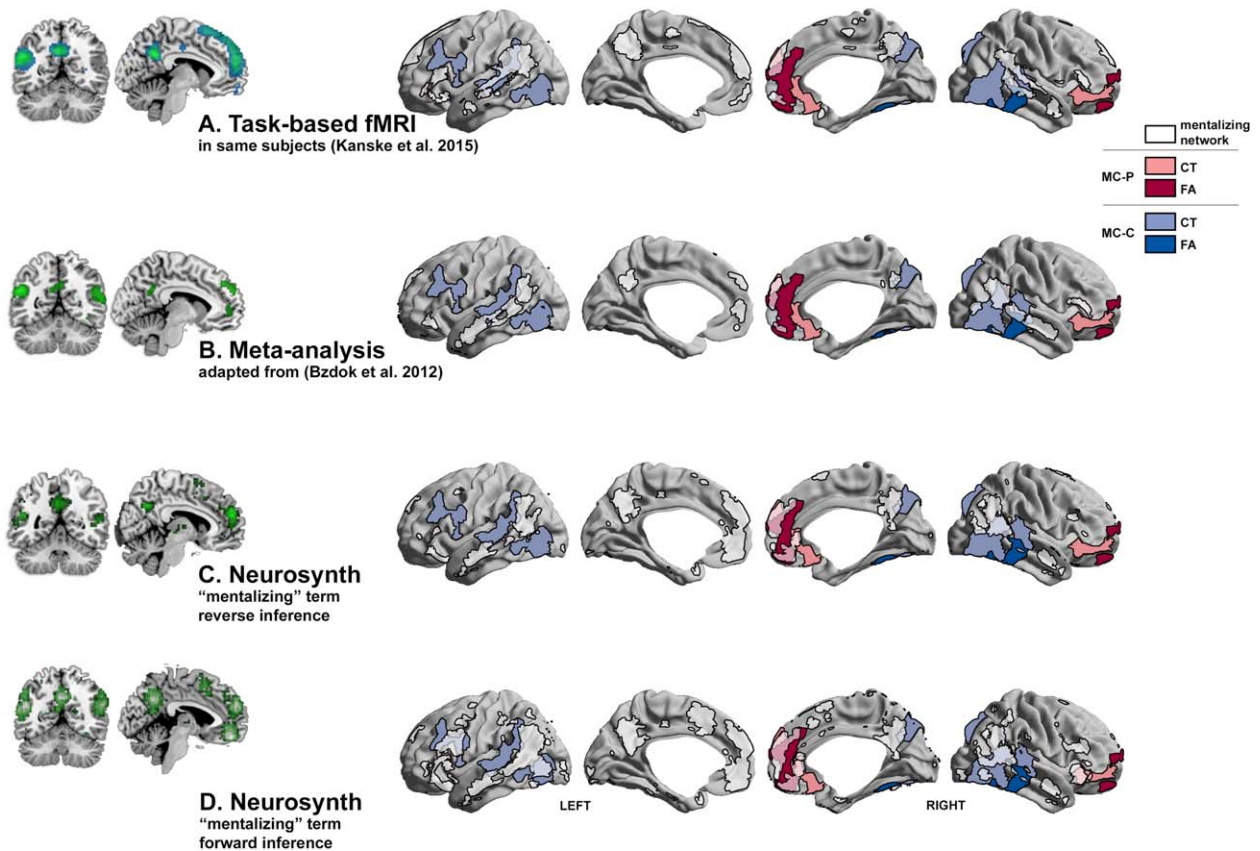 A. Task-based fMRI
in same subjects (Kanske et al. 2015)
mentalizing
network
MC-P
CT
FA
MC-C
CT
FA
B. Meta-analysis
adapted from (Bzdok et al. 2012)
C. Neurosynth
“mentalizing” term
reverse inference
D. Neurosynth
“mentalizing” term
forward inference
LEFT
RIGHT